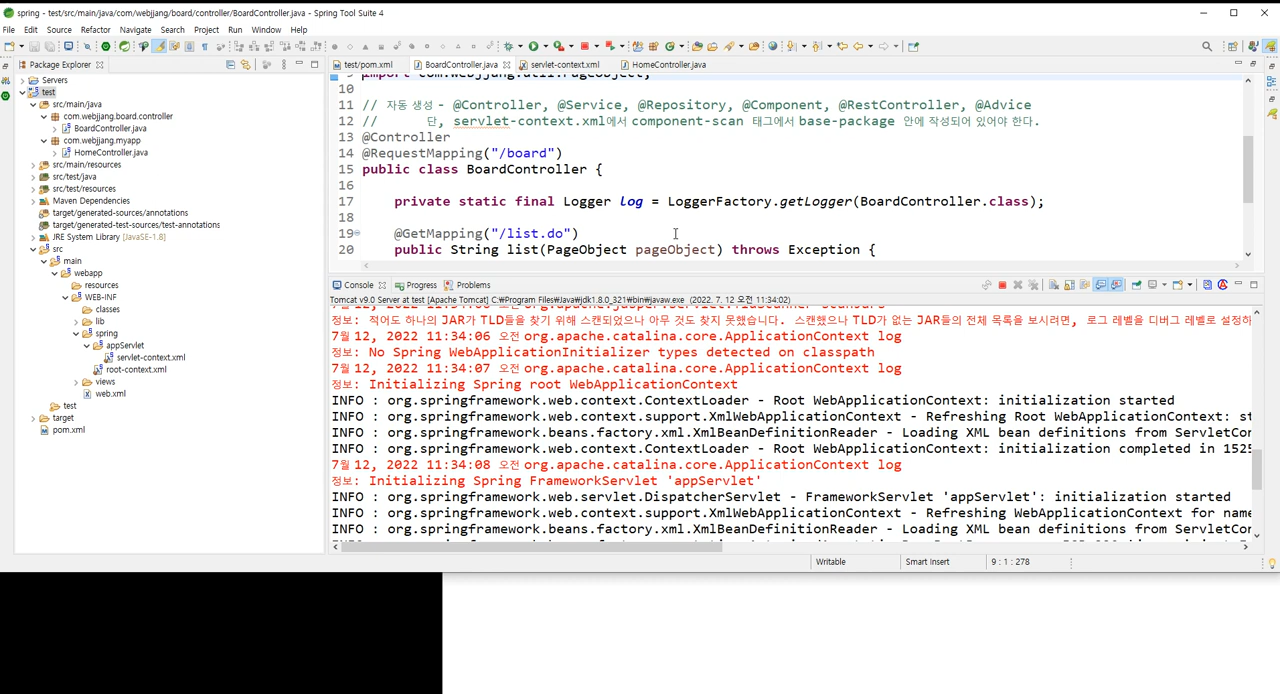 spring - test/src/main/java/com/webjjang/board/controller/BoardController.java - Spring Tool Suite 4
File Edit Source Refactor Navigate Search Project Run Window Help
Package Explorer
Servers
test
src/main/java
com.webjjang.board.controller
BoardController.java
com.webjjang.myapp
HomeController.java
src/main/resources
src/test/java
src/test/resources
Maven Dependencies
target/generated-sources/annotations
target/generated-test-sources/test-annotations
JRE System Library [JavaSE-1.8]
src
main
webapp
resources
WEB-INF
classes
lib
spring
appServlet
servlet-context.xml
root-context.xml
views
web.xml
test
target
pom.xml
test/pom.xml BoardController.java servlet-context.xml HomeController.java
9 import com.webjjang.util.PageObject;
10
11 // 자동 생성 - @Controller, @Service, @Repository, @Component, @RestController, @Advice
12 // 단, servlet-context.xml에서 component-scan 태그에서 base-package 안에 작성되어 있어야 한다.
13 @Controller
14 @RequestMapping("/board")
15 public class BoardController {
16
17 private static final Logger log = LoggerFactory.getLogger(BoardController.class);
18
19 @GetMapping("/list.do")
20 public String list(PageObject pageObject) throws Exception {
Console Progress Problems
Tomcat v9.0 Server at test [Apache Tomcat] C:\Program Files\Java\jdk1.8.0_321\bin\javaw.exe (2022. 7. 12 오전 11:34:02)
정보: 적어도 하나의 JAR가 TLD들을 찾기 위해 스캔되었으나 아무 것도 찾지 못했습니다. 스캔했으나 TLD가 없는 JAR들의 전체 목록을 보시려면, 로그 레벨을 디버그 레벨로 설정하
7월 12, 2022 11:34:06 오전 org.apache.catalina.core.ApplicationContext log
정보: No Spring WebApplicationInitializer types detected on classpath
7월 12, 2022 11:34:07 오전 org.apache.catalina.core.ApplicationContext log
정보: Initializing Spring root WebApplicationContext
INFO : org.springframework.web.context.ContextLoader - Root WebApplicationContext: initialization started
INFO : org.springframework.web.context.support.XmlWebApplicationContext - Refreshing Root WebApplicationContext: st
INFO : org.springframework.beans.factory.xml.XmlBeanDefinitionReader - Loading XML bean definitions from ServletCor
INFO : org.springframework.web.context.ContextLoader - Root WebApplicationContext: initialization completed in 1525
7월 12, 2022 11:34:08 오전 org.apache.catalina.core.ApplicationContext log
정보: Initializing Spring FrameworkServlet 'appServlet'
INFO : org.springframework.web.servlet.DispatcherServlet - FrameworkServlet 'appServlet': initialization started
INFO : org.springframework.web.context.support.XmlWebApplicationContext - Refreshing WebApplicationContext for name
INFO : org.springframework.beans.factory.xml.XmlBeanDefinitionReader - Loading XML bean definitions from ServletCor
Writable Smart Insert 9 : 1 : 278